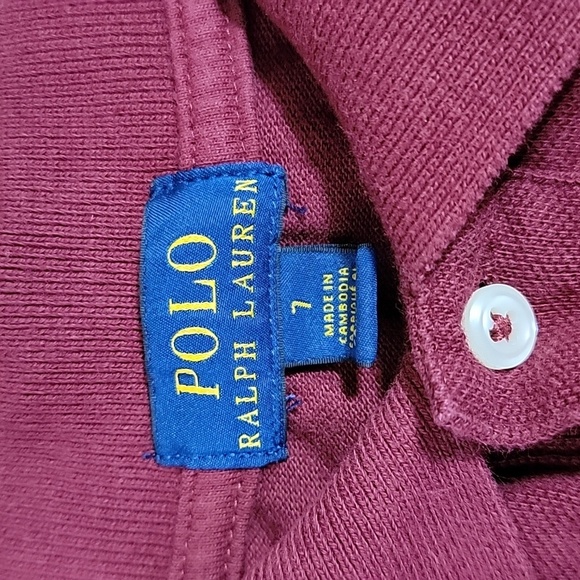 POLO
RALPH LAUREN
7
MADE IN
CAMBODIA